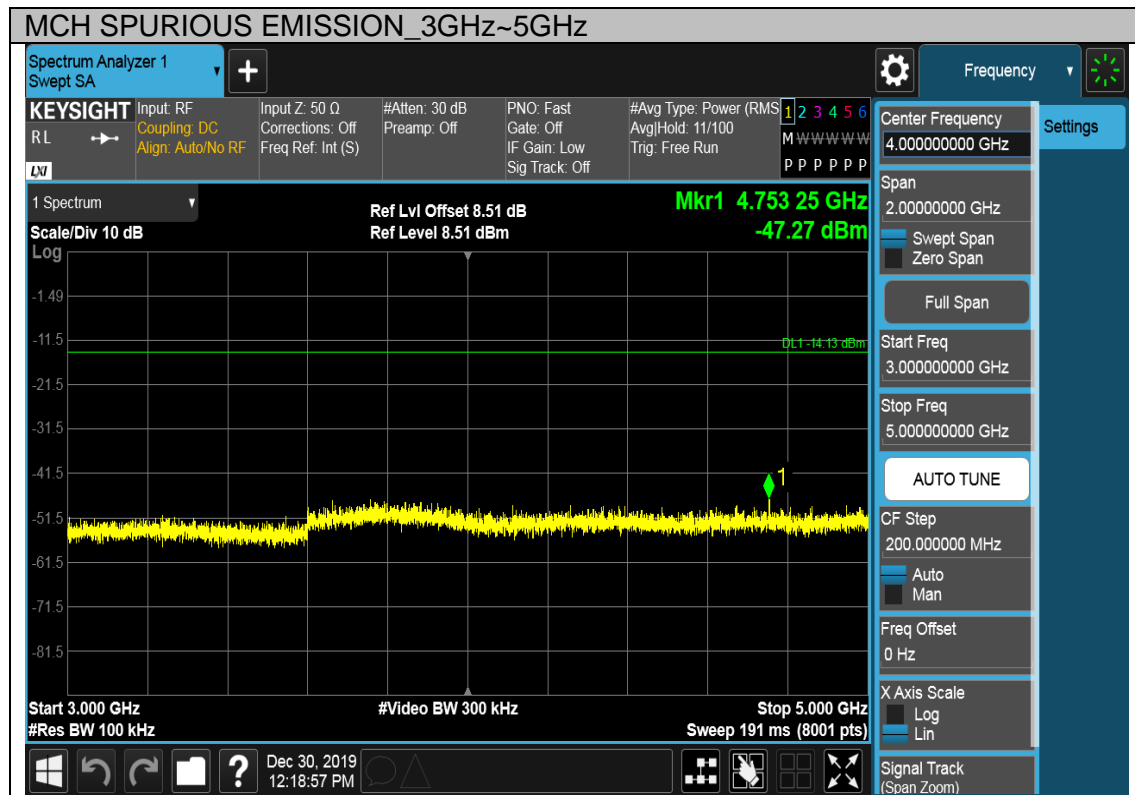 MCH SPURIOUS EMISSION_3GHz~5GHz
Spectrum Analyzer 1
Swept SA
+
Frequency
KEYSIGHT
RL
LXI
Input: RF
Coupling: DC
Align: Auto/No RF
Input Z: 50 Ω
Corrections: Off
Freq Ref: Int (S)
#Atten: 30 dB
Preamp: Off
PNO: Fast
Gate: Off
IF Gain: Low
Sig Track: Off
#Avg Type: Power (RMS
Avg|Hold: 11/100
Trig: Free Run
1 2 3 4 5 6
M W W W W W
P P P P P P
1 Spectrum
Scale/Div 10 dB
Ref Lvl Offset 8.51 dB
Ref Level 8.51 dBm
Mkr1 4.753 25 GHz
-47.27 dBm
Log
-1.49
-11.5
-21.5
-31.5
-41.5
-51.5
-61.5
-71.5
-81.5
DL1 -14.13 dBm
1
Start 3.000 GHz
#Res BW 100 kHz
#Video BW 300 kHz
Stop 5.000 GHz
Sweep 191 ms (8001 pts)
?
Dec 30, 2019
12:18:57 PM
Center Frequency
4.000000000 GHz
Settings
Span
2.00000000 GHz
Swept Span
Zero Span
Full Span
Start Freq
3.000000000 GHz
Stop Freq
5.000000000 GHz
AUTO TUNE
CF Step
200.000000 MHz
Auto
Man
Freq Offset
0 Hz
X Axis Scale
Log
Lin
Signal Track
(Span Zoom)